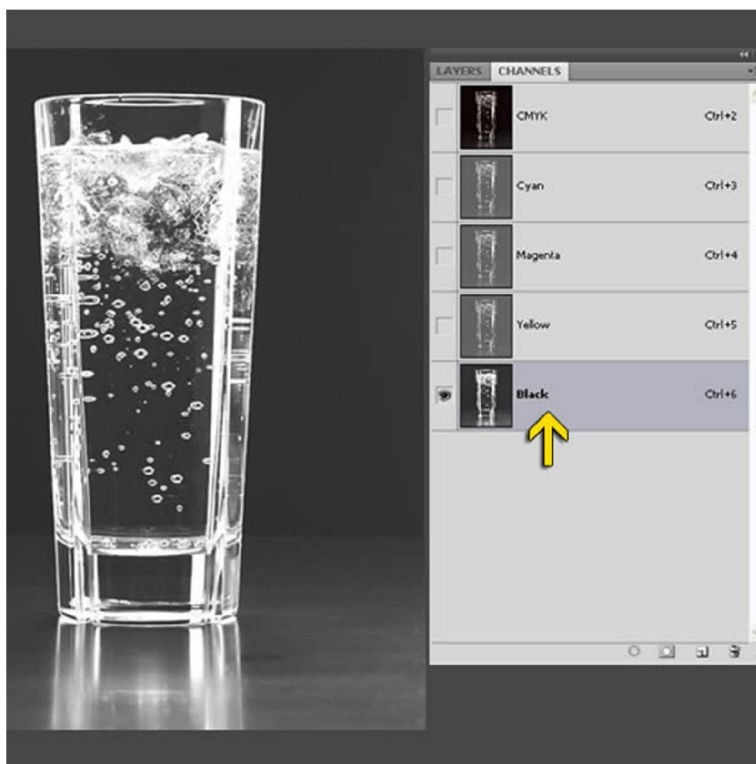 LAYERS CHANNELS
CMYK Ctrl+2
Cyan Ctrl+3
Magenta Ctrl+4
Yellow Ctrl+5
Black Ctrl+6